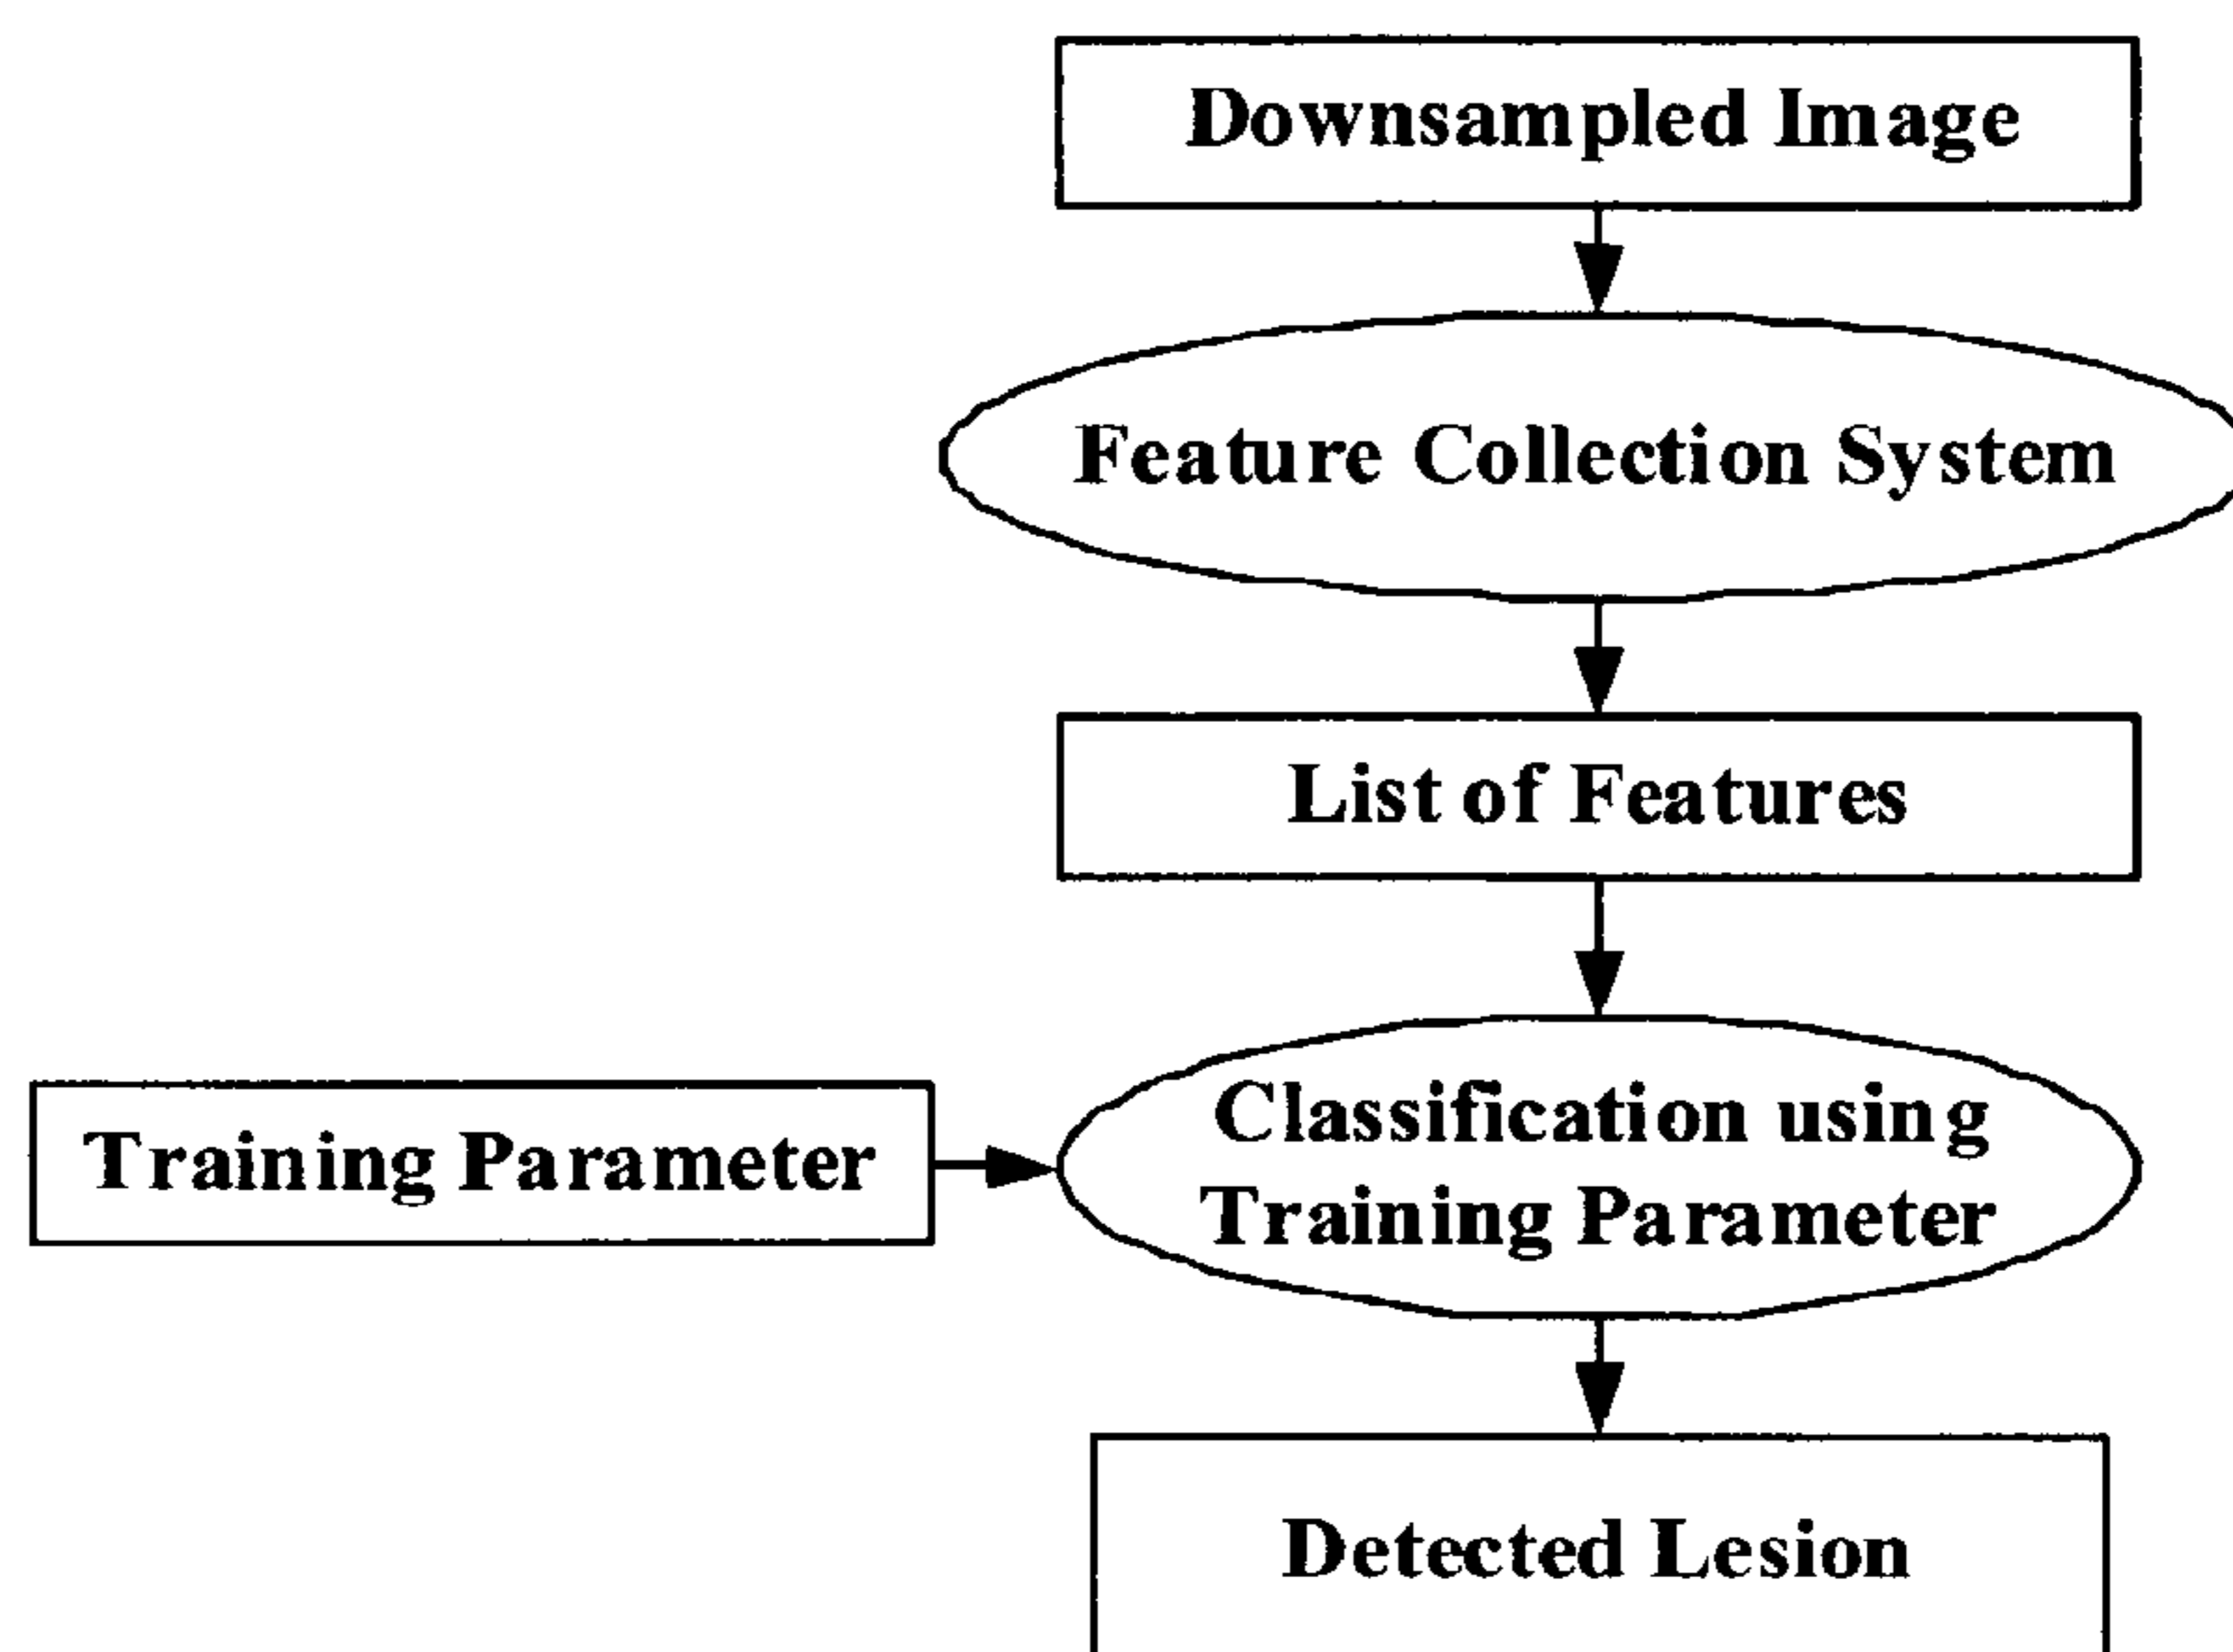 Downsampled Image
Feature Collection System
List of Features
Training Parameter
Classification using
Training Parameter
Detected Lesion